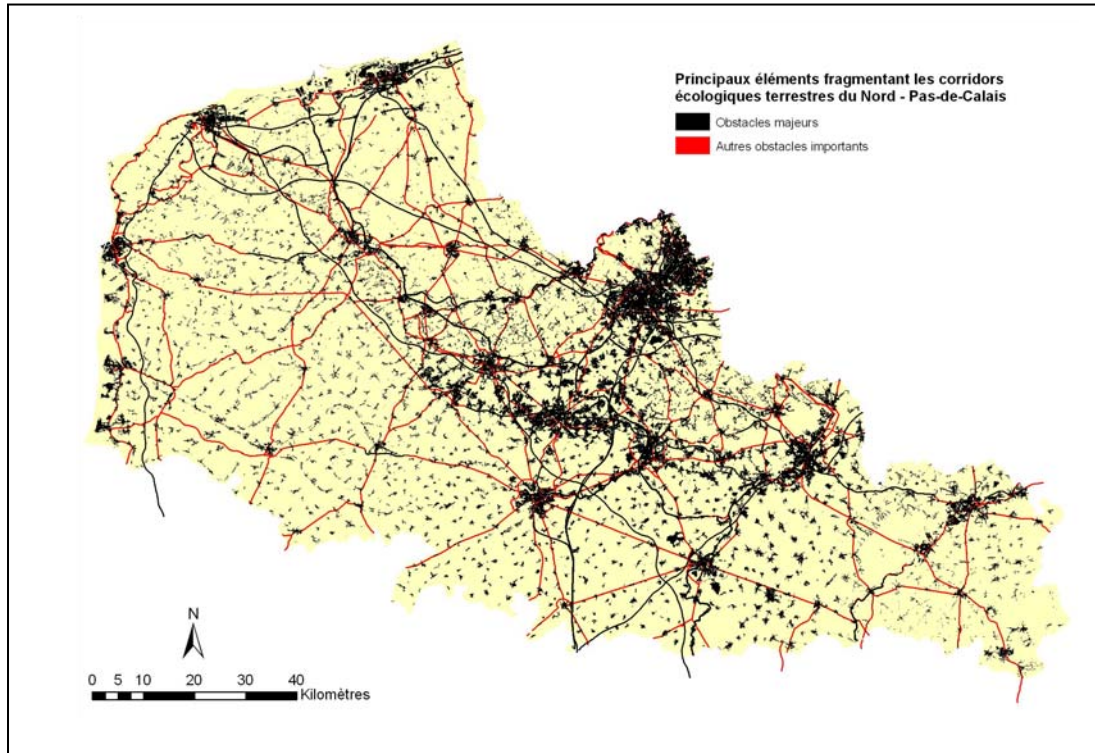 Principaux éléments fragmentant les corridors
écologiques terrestres du Nord - Pas-de-Calais
Obstacles majeurs
Autres obstacles importants
N
0 5 10 20 30 40
Kilomètres